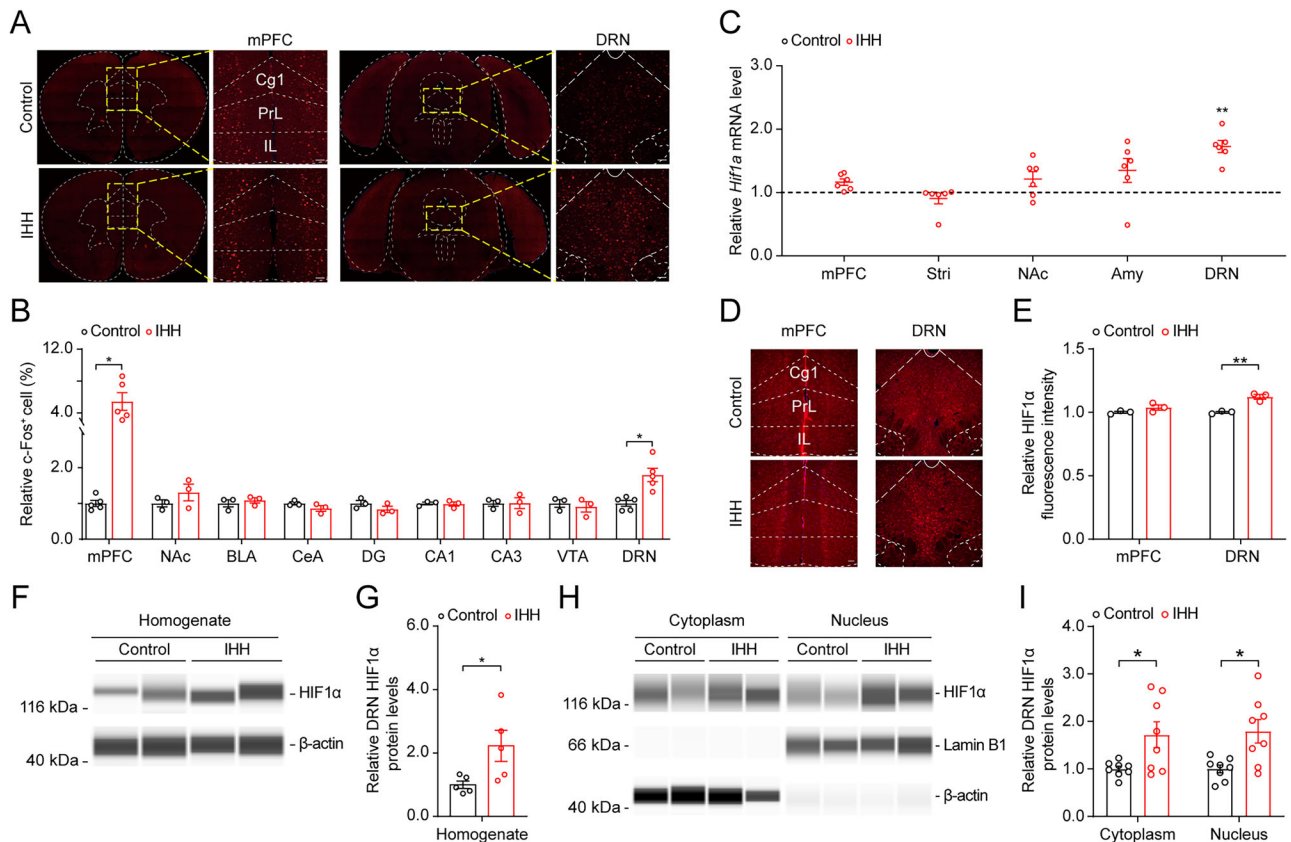 A
mPFC
DRN
Control
Cg1
PrL
IL
IHH
B
Control IHH
Relative c-Fos⁺ cell (%)
12.0
4.0
2.0
0.0
*
*
mPFC NAc BLA CeA DG CA1 CA3 VTA DRN
C
Control IHH
Relative Hif1a mRNA level
3.0
2.0
1.0
0.0
**
mPFC Stri NAc Amy DRN
D
mPFC DRN
Control
Cg1
PrL
IL
IHH
E
Control IHH
Relative HIF1α
fluorescence intensity
1.5
1.0
0.5
0.0
**
mPFC DRN
F
Homogenate
Control IHH
HIF1α
116 kDa
β-actin
40 kDa
G
Control IHH
Relative DRN HIF1α
protein levels
6.0
4.0
2.0
0.0
*
Homogenate
H
Cytoplasm Nucleus
Control IHH Control IHH
HIF1α
116 kDa
66 kDa Lamin B1
β-actin
40 kDa
I
Control IHH
Relative DRN HIF1α
protein levels
4.0
3.0
2.0
1.0
0.0
* *
Cytoplasm Nucleus